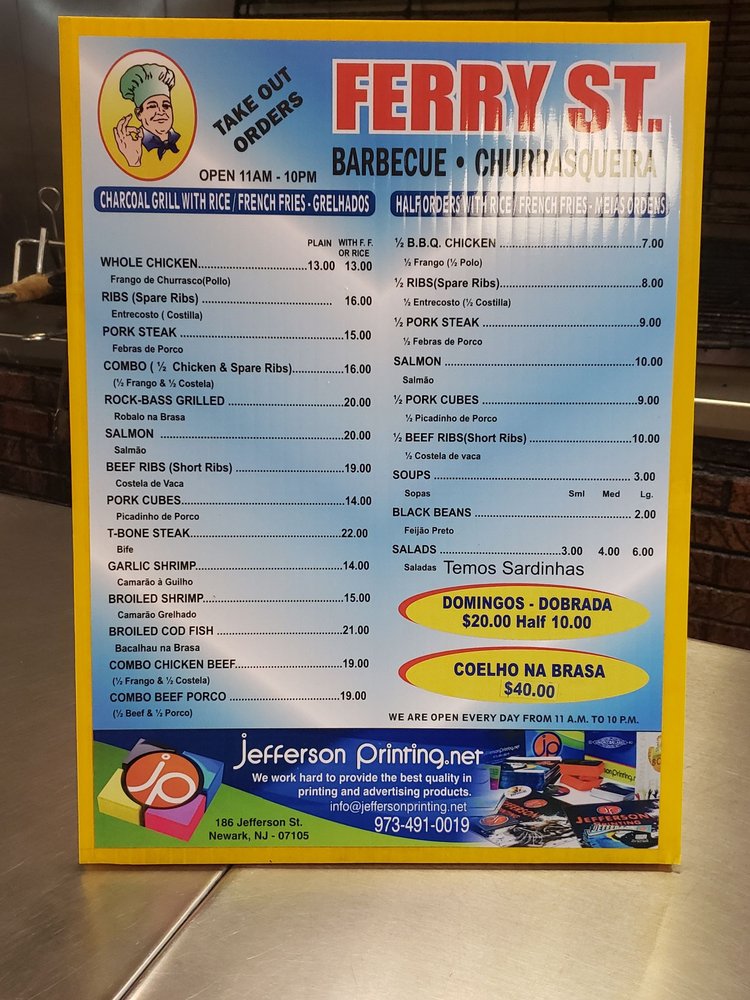 TAKE OUT
ORDERS
FERRY ST.
BARBECUE • CHURRASQUEIRA
OPEN 11AM - 10PM
CHARCOAL GRILL WITH RICE / FRENCH FRIES - GRELHADOS
PLAIN WITH F. F.
OR RICE
WHOLE CHICKEN..................................13.00 13.00
Frango de Churrasco(Pollo)
RIBS (Spare Ribs) .................................. 16.00
Entrecosto ( Costilla)
PORK STEAK ..........................................15.00
Febras de Porco
COMBO ( ½ Chicken & Spare Ribs).............16.00
(½ Frango & ½ Costela)
ROCK-BASS GRILLED ..............................20.00
Robalo na Brasa
SALMON ..............................................20.00
Salmão
BEEF RIBS (Short Ribs) ...........................19.00
Costela de Vaca
PORK CUBES..........................................14.00
Picadinho de Porco
T-BONE STEAK.......................................22.00
Bife
GARLIC SHRIMP.....................................14.00
Camarão à Guilho
BROILED SHRIMP...................................15.00
Camarão Grelhado
BROILED COD FISH ................................21.00
Bacalhau na Brasa
COMBO CHICKEN BEEF...........................19.00
(½ Frango & ½ Costela)
COMBO BEEF PORCO .............................19.00
(½ Beef & ½ Porco)
HALF ORDERS WITH RICE / FRENCH FRIES - MEIAS ORDENS
½ B.B.Q. CHICKEN ..................................7.00
½ Frango (½ Polo)
½ RIBS(Spare Ribs)..................................8.00
½ Entrecosto (½ Costilla)
½ PORK STEAK ......................................9.00
½ Febras de Porco
SALMON ..............................................10.00
Salmão
½ PORK CUBES ......................................9.00
½ Picadinho de Porco
½ BEEF RIBS(Short Ribs) ........................10.00
½ Costela de vaca
SOUPS ................................................. 3.00
Sopas Sml Med Lg.
BLACK BEANS ....................................... 2.00
Feijão Preto
SALADS ..............................3.00 4.00 6.00
Saladas Temos Sardinhas
DOMINGOS - DOBRADA
$20.00 Half 10.00
COELHO NA BRASA
$40.00
WE ARE OPEN EVERY DAY FROM 11 A.M. TO 10 P.M.
jp
Jefferson Printing.net
We work hard to provide the best quality in
printing and advertising products.
info@jeffersonprinting.net
973-491-0019
186 Jefferson St.
Newark, NJ - 07105
jp
JEFFERSON
PRINTING